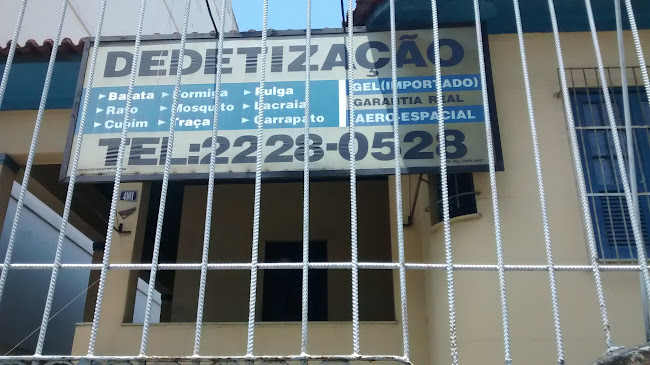 DEDETIZAÇÃO
Barata Formiga Pulga
Rato Mosquito Lacraia
Cupim Traça Carrapato
GEL (IMPORTADO)
GARANTIA REAL
AERO-ESPACIAL
TEL:2228-0528